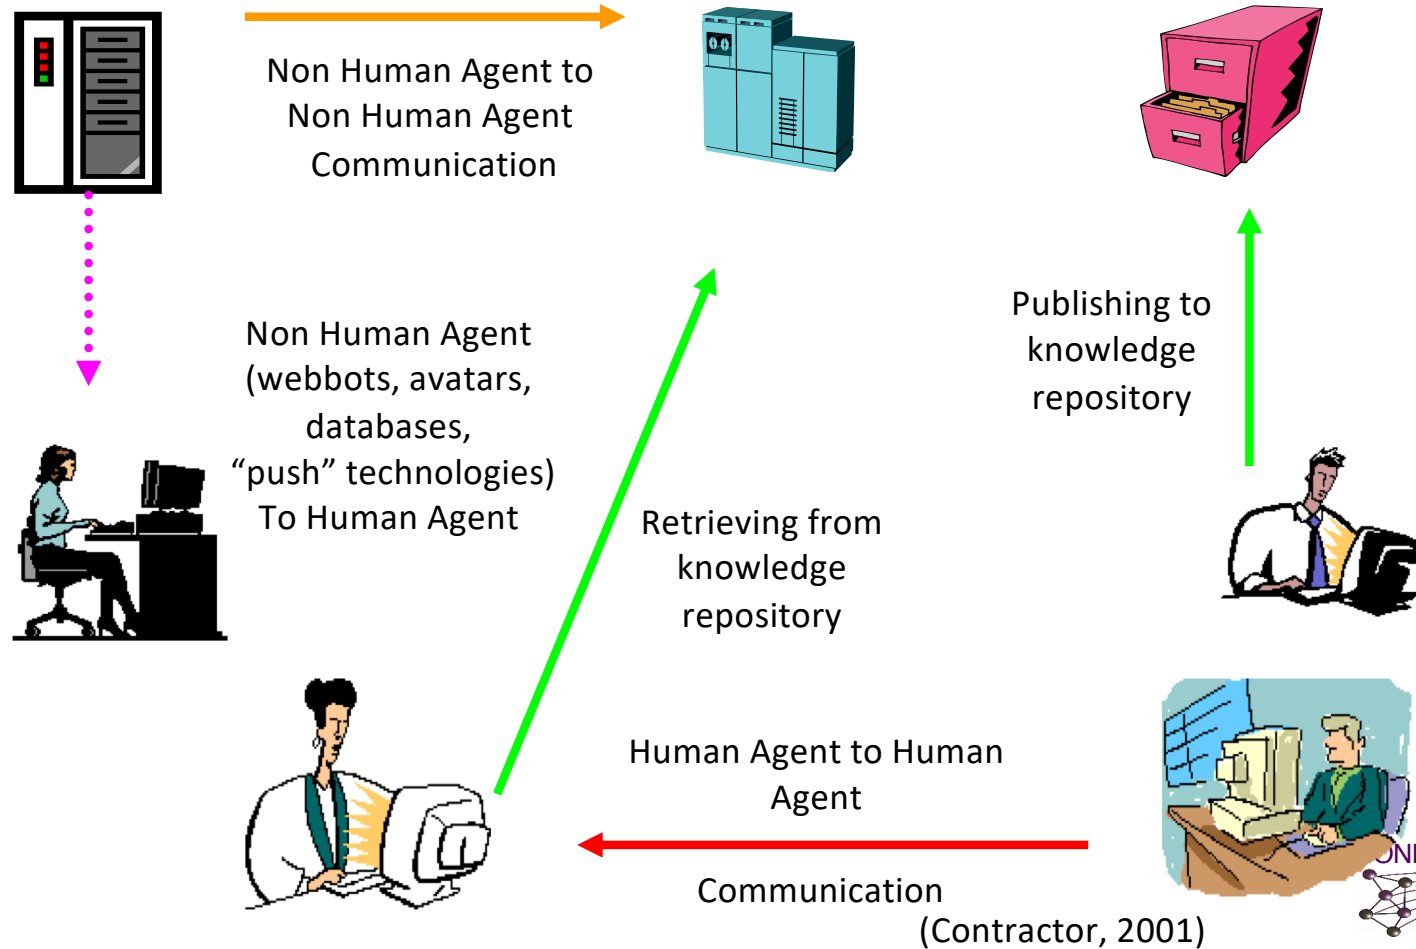 Non Human Agent to
Non Human Agent
Communication
Non Human Agent
(webbots, avatars,
databases,
“push” technologies)
To Human Agent
Publishing to
knowledge
repository
Retrieving from
knowledge
repository
Human Agent to Human
Agent
Communication
(Contractor, 2001)